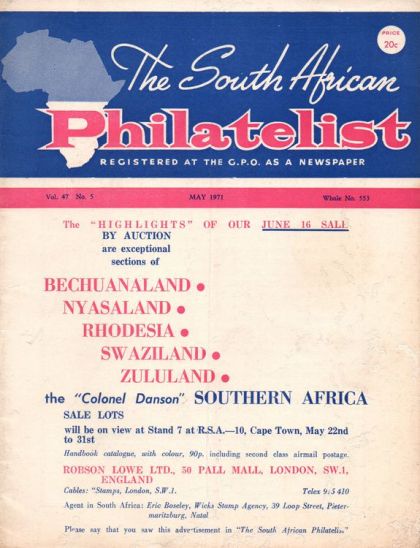 PRICE
20c
The South African
Philatelist
REGISTERED AT THE G.P.O. AS A NEWSPAPER
Vol. 47 No. 5 MAY 1971 Whole No. 553
The "HIGHLIGHTS" OF OUR JUNE 16 SALE
BY AUCTION
are exceptional
sections of
BECHUANALAND •
NYASALAND •
RHODESIA •
SWAZILAND •
ZULULAND •
the "Colonel Danson" SOUTHERN AFRICA
SALE LOTS
will be on view at Stand 7 at R.S.A.—10, Cape Town, May 22nd
to 31st
Handbook catalogue, with colour, 90p. including second class airmail postage.
ROBSON LOWE LTD., 50 PALL MALL, LONDON, SW.1,
ENGLAND
Cables: "Stamps, London, S.W.1. Telex 915 410
Agent in South Africa: Eric Boseley, Wicks Stamp Agency, 39 Loop Street, Pieter-
maritzburg, Natal
Please say that you saw this advertisement in "The South African Philatelist"